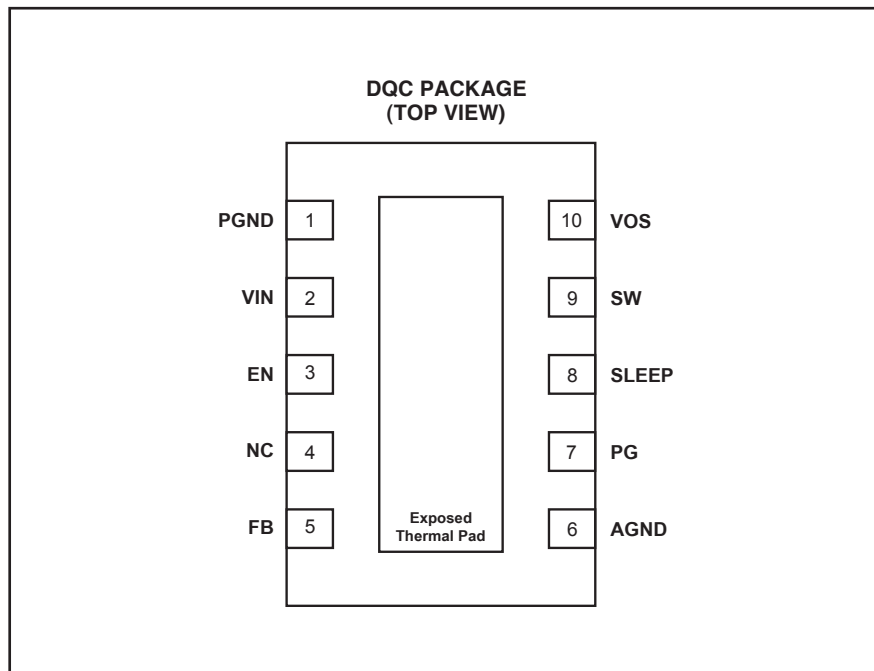 DQC PACKAGE
(TOP VIEW)
PGND 1 10 VOS
VIN 2 9 SW
EN 3 8 SLEEP
NC 4 7 PG
FB 5 6 AGND
Exposed
Thermal Pad